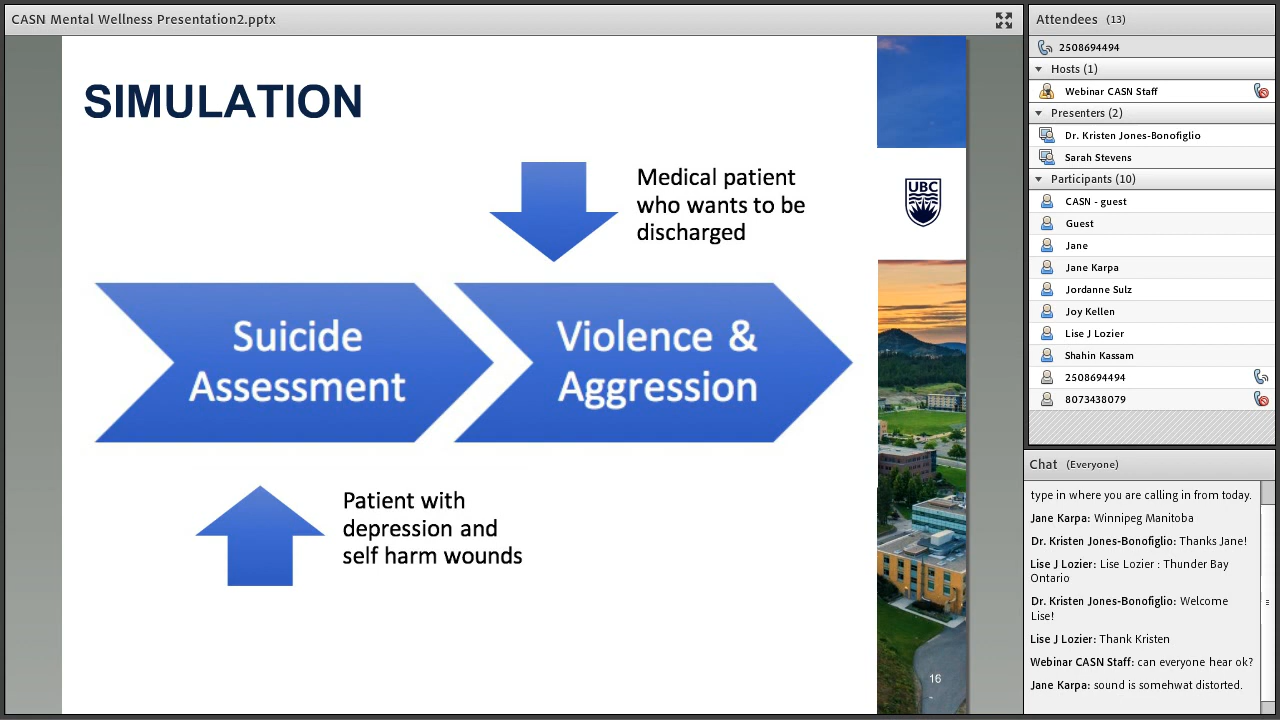 CASN Mental Wellness Presentation2.pptx
SIMULATION
Medical patient
who wants to be
discharged
UBC
Suicide
Assessment
Violence &
Aggression
Patient with
depression and
self harm wounds
16
-
Attendees (13)
2508694494
Hosts (1)
Webinar CASN Staff
Presenters (2)
Dr. Kristen Jones-Bonofiglio
Sarah Stevens
Participants (10)
CASN - guest
Guest
Jane
Jane Karpa
Jordanne Sulz
Joy Kellen
Lise J Lozier
Shahin Kassam
2508694494
8073438079
Chat (Everyone)
type in where you are calling in from today.
Jane Karpa: Winnipeg Manitoba
Dr. Kristen Jones-Bonofiglio: Thanks Jane!
Lise J Lozier: Lise Lozier : Thunder Bay
Ontario
Dr. Kristen Jones-Bonofiglio: Welcome
Lise!
Lise J Lozier: Thank Kristen
Webinar CASN Staff: can everyone hear ok?
Jane Karpa: sound is somehwat distorted.